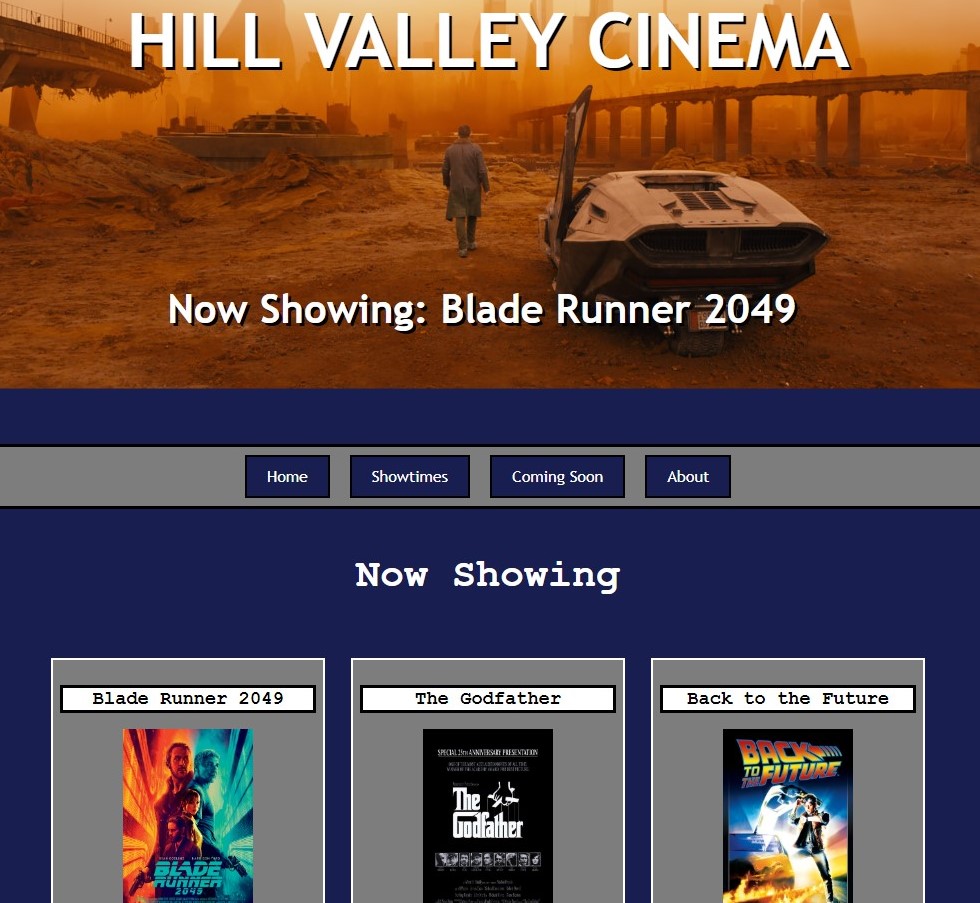 HILL VALLEY CINEMA
Now Showing: Blade Runner 2049
Home Showtimes Coming Soon About
Now Showing
Blade Runner 2049 The Godfather Back to the Future
SPECIAL 25TH ANNIVERSARY PRESENTATION
BACK
TO THE
FUTURE
The
Godfather
BLADE
RUNNER
2049